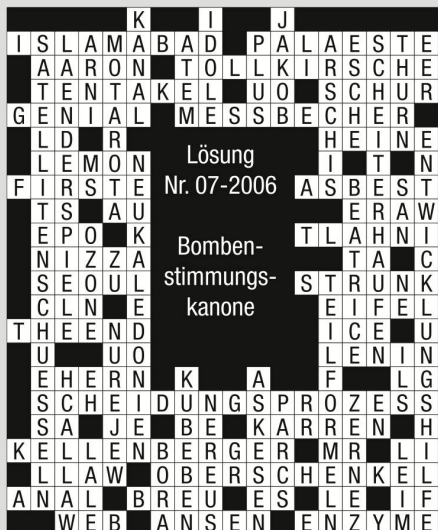 K I J
ISLAMABAD PALAESTE
AARON TOLLKIRSCHE
TENTAKEL UO SCHUR
GENIAL MESSBECHER
LD R HEINE
LEMON I T N
FIRSTE ASBEST
TS AU ERAW
EPO K TLAHNI
NIZZA TA C
SEOUL STRUNK
CLN E EIFEL
THEEND ICE U
U UO LENIN
EHERN K A F LG
SCHEIDUNGSPROZESS
SA JE BE KARREN H
KELLENBERGER MR LI
LLAW OBERSCHENKEL
ANAL BREU ES LE IF
WEB ANSEN ENZYME
Lösung
Nr. 07-2006
Bomben-
stimmungs-
kanone